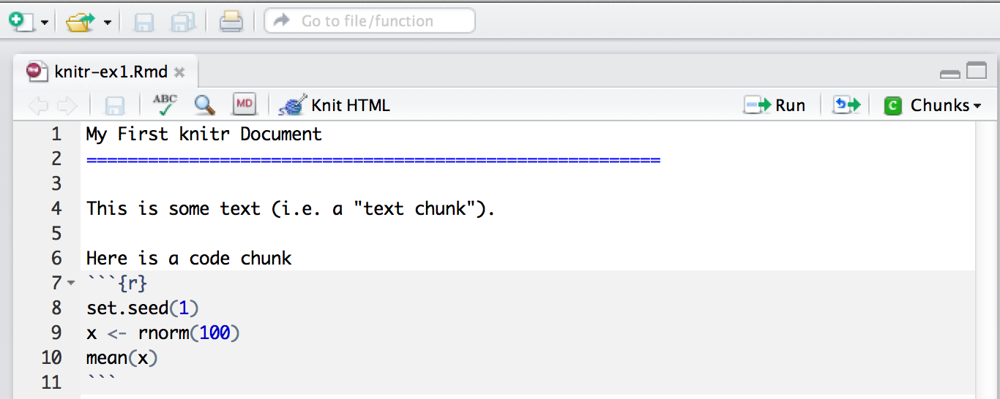 Go to file/function
knitr-ex1.Rmd
ABC MD Knit HTML Run C Chunks
1 My First knitr Document
2 ========================================================
3
4 This is some text (i.e. a "text chunk").
5
6 Here is a code chunk
7 ```{r}
8 set.seed(1)
9 x <- rnorm(100)
10 mean(x)
11 ```